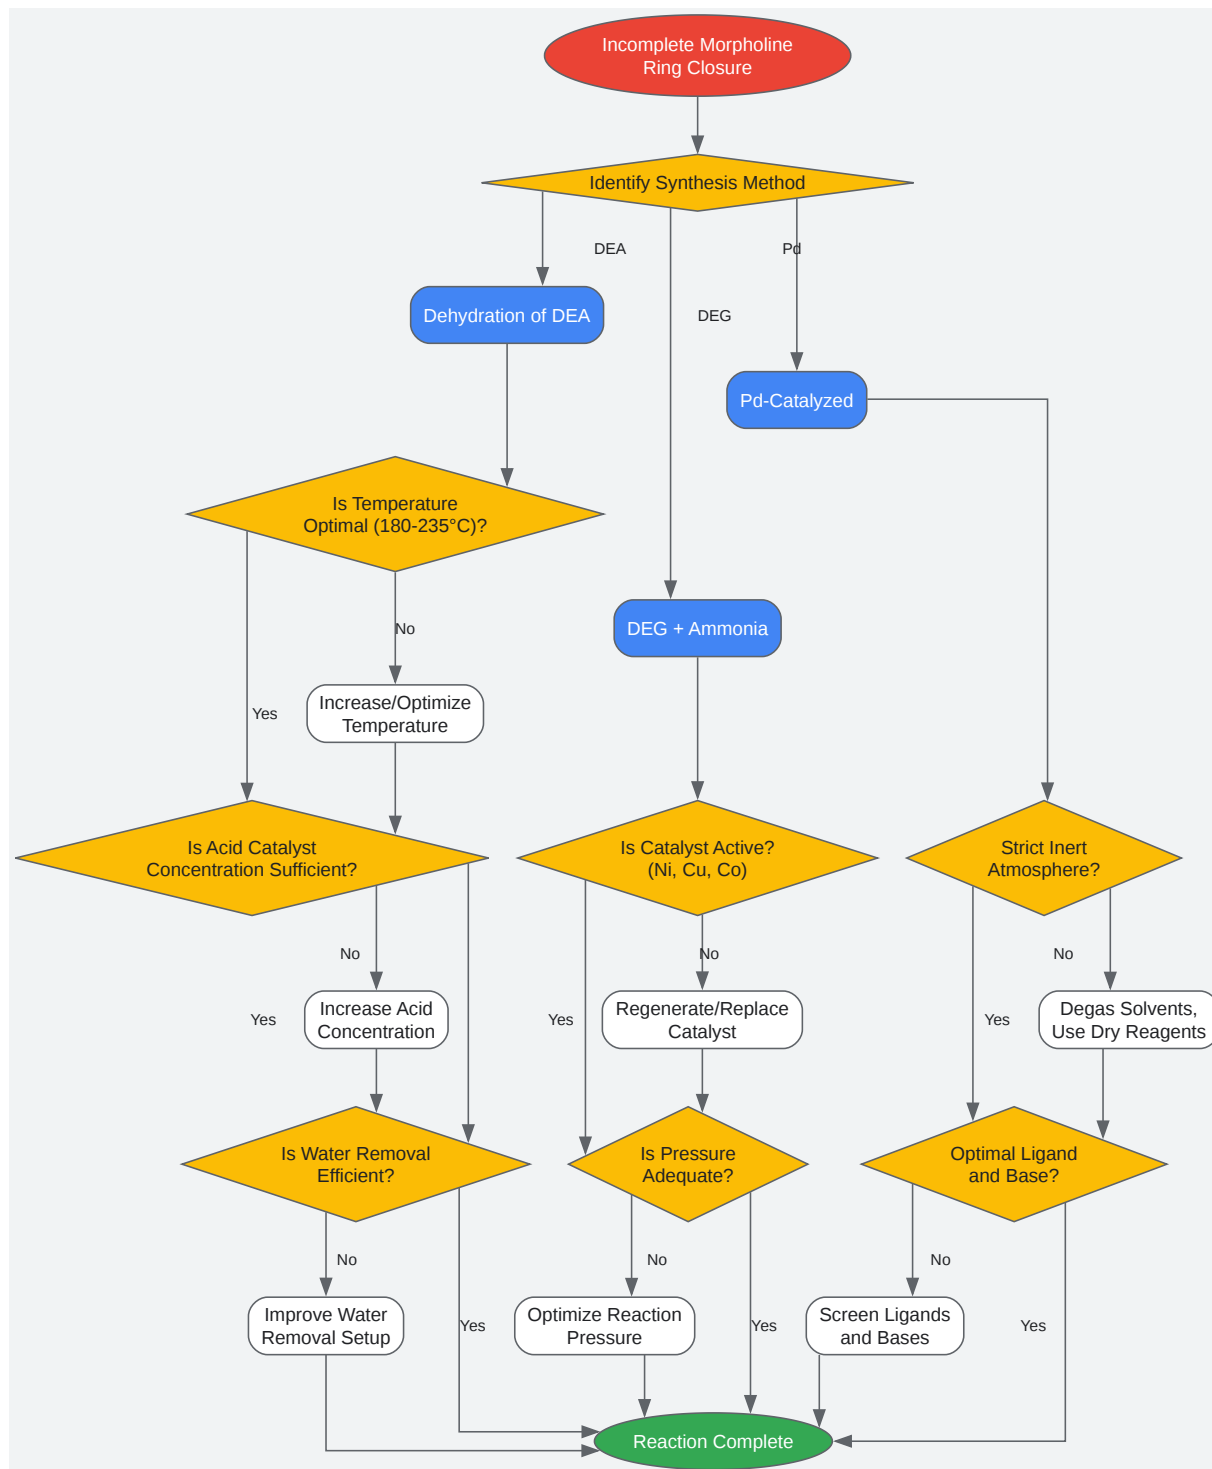 Incomplete Morpholine
Ring Closure
Identify Synthesis Method
DEA
Pd
Dehydration of DEA
DEG
Pd-Catalyzed
Is Temperature
Optimal (180-235°C)?
DEG + Ammonia
No
Increase/Optimize
Temperature
Yes
Is Acid Catalyst
Concentration Sufficient?
Is Catalyst Active?
(Ni, Cu, Co)
Strict Inert
Atmosphere?
No
No
No
Increase Acid
Concentration
Regenerate/Replace
Catalyst
Degas Solvents,
Use Dry Reagents
Yes
Yes
Yes
Is Water Removal
Efficient?
Is Pressure
Adequate?
Optimal Ligand
and Base?
No
No
No
Improve Water
Removal Setup
Yes
Optimize Reaction
Pressure
Yes
Screen Ligands
and Bases
Yes
Reaction Complete